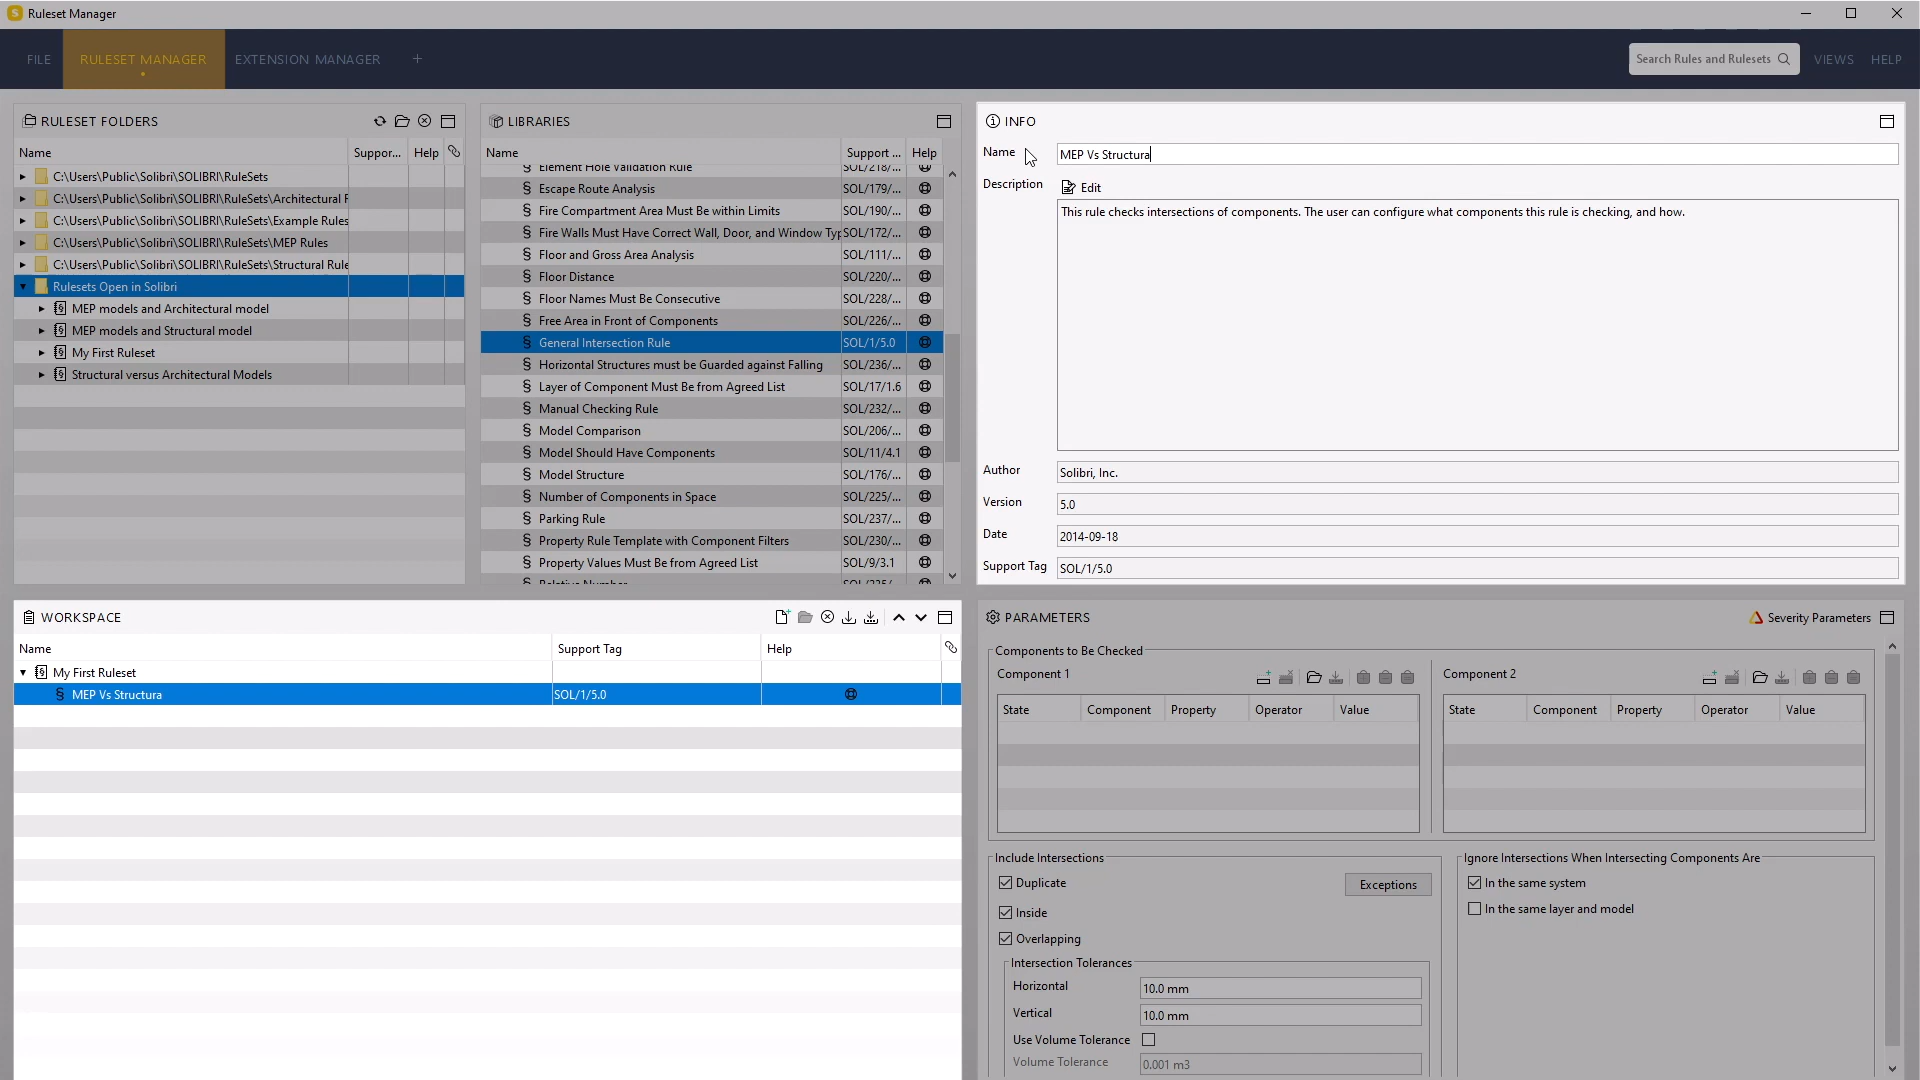 Ruleset Manager
FILE
RULESET MANAGER
EXTENSION MANAGER
+
Search Rules and Rulesets
VIEWS
HELP
RULESET FOLDERS
Name
Suppor...
Help
C:\Users\Public\Solibri\SOLIBRI\RuleSets
C:\Users\Public\Solibri\SOLIBRI\RuleSets\Architectural F
C:\Users\Public\Solibri\SOLIBRI\RuleSets\Example Rules
C:\Users\Public\Solibri\SOLIBRI\RuleSets\MEP Rules
C:\Users\Public\Solibri\SOLIBRI\RuleSets\Structural Rule
Rulesets Open in Solibri
MEP models and Architectural model
MEP models and Structural model
My First Ruleset
Structural versus Architectural Models
LIBRARIES
Name
Support ...
Help
§ Element Hole Validation Rule SOL/218/...
§ Escape Route Analysis SOL/179/...
§ Fire Compartment Area Must Be within Limits SOL/190/...
§ Fire Walls Must Have Correct Wall, Door, and Window Typ SOL/172/...
§ Floor and Gross Area Analysis SOL/111/...
§ Floor Distance SOL/220/...
§ Floor Names Must Be Consecutive SOL/228/...
§ Free Area in Front of Components SOL/226/...
§ General Intersection Rule SOL/1/5.0
§ Horizontal Structures must be Guarded against Falling SOL/236/...
§ Layer of Component Must Be from Agreed List SOL/17/1.6
§ Manual Checking Rule SOL/232/...
§ Model Comparison SOL/206/...
§ Model Should Have Components SOL/11/4.1
§ Model Structure SOL/176/...
§ Number of Components in Space SOL/225/...
§ Parking Rule SOL/237/...
§ Property Rule Template with Component Filters SOL/230/...
§ Property Values Must Be from Agreed List SOL/9/3.1
INFO
Name MEP Vs Structura
Description Edit
This rule checks intersections of components. The user can configure what components this rule is checking, and how.
Author Solibri, Inc.
Version 5.0
Date 2014-09-18
Support Tag SOL/1/5.0
WORKSPACE
Name
Support Tag
Help
My First Ruleset
§ MEP Vs Structura SOL/1/5.0
PARAMETERS
Severity Parameters
Components to Be Checked
Component 1
State Component Property Operator Value
Component 2
State Component Property Operator Value
Include Intersections
Duplicate
Exceptions
Inside
Overlapping
Intersection Tolerances
Horizontal 10.0 mm
Vertical 10.0 mm
Use Volume Tolerance
Volume Tolerance 0.001 m3
Ignore Intersections When Intersecting Components Are
In the same system
In the same layer and model